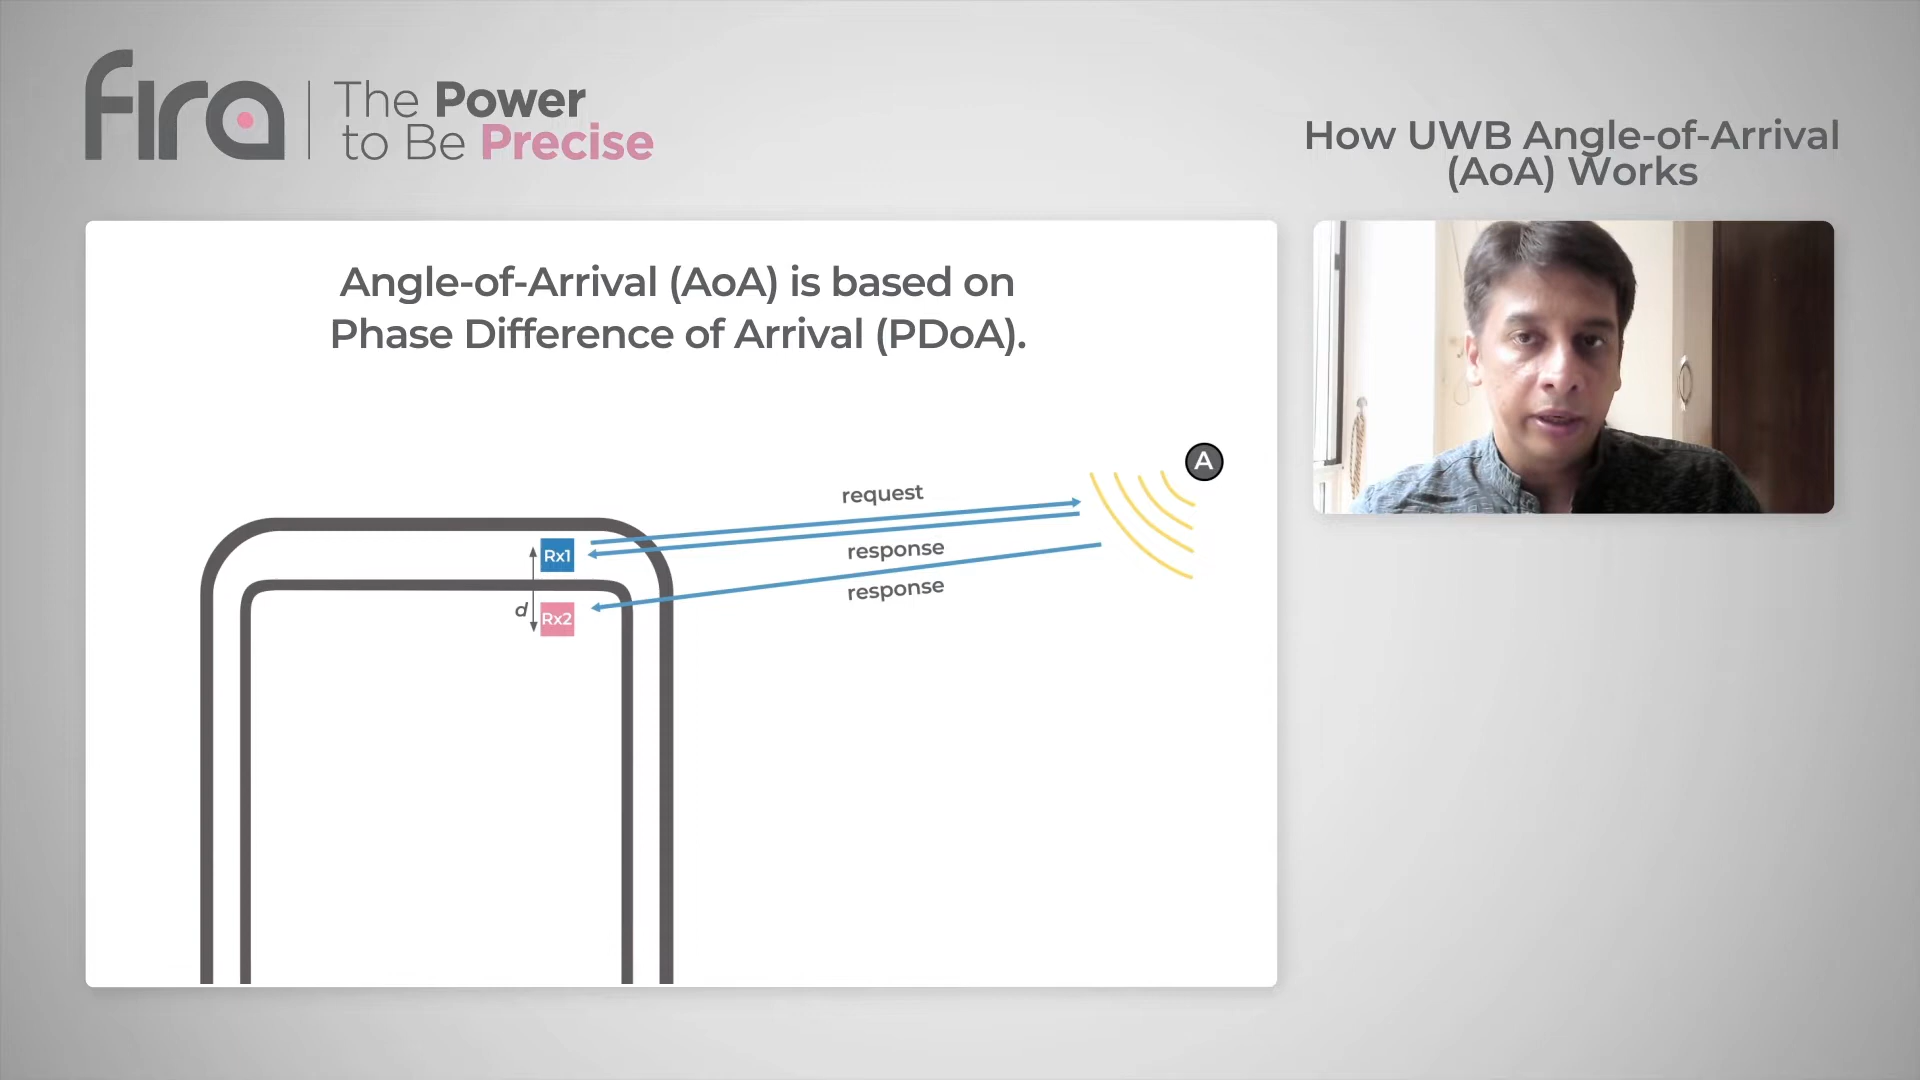 fira
The Power
to Be Precise
How UWB Angle-of-Arrival
(AoA) Works
Angle-of-Arrival (AoA) is based on
Phase Difference of Arrival (PDoA).
A
request
Rx1
response
response
d
Rx2